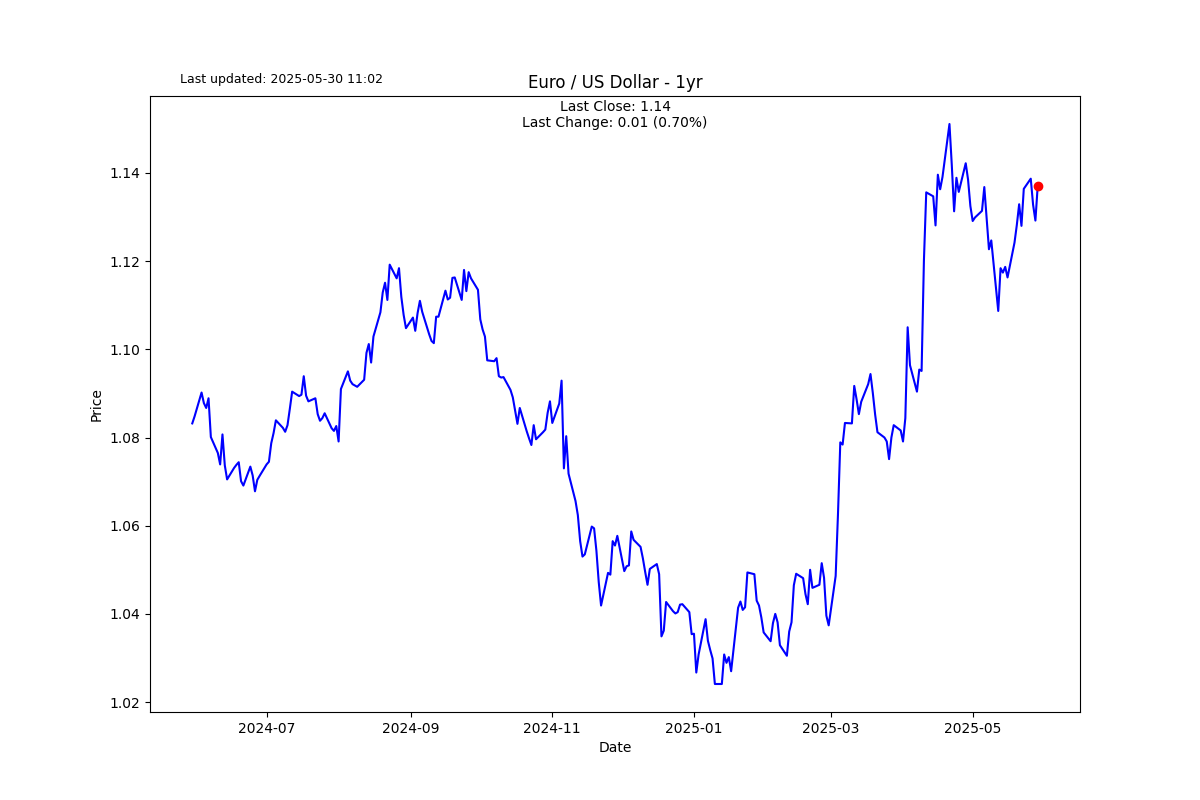 Last updated: 2025-05-30 11:02
Euro / US Dollar - 1yr
Last Close: 1.14
Last Change: 0.01 (0.70%)
1.14
1.12
1.10
1.08
1.06
1.04
1.02
Price
2024-07
2024-09
2024-11
2025-01
2025-03
2025-05
Date